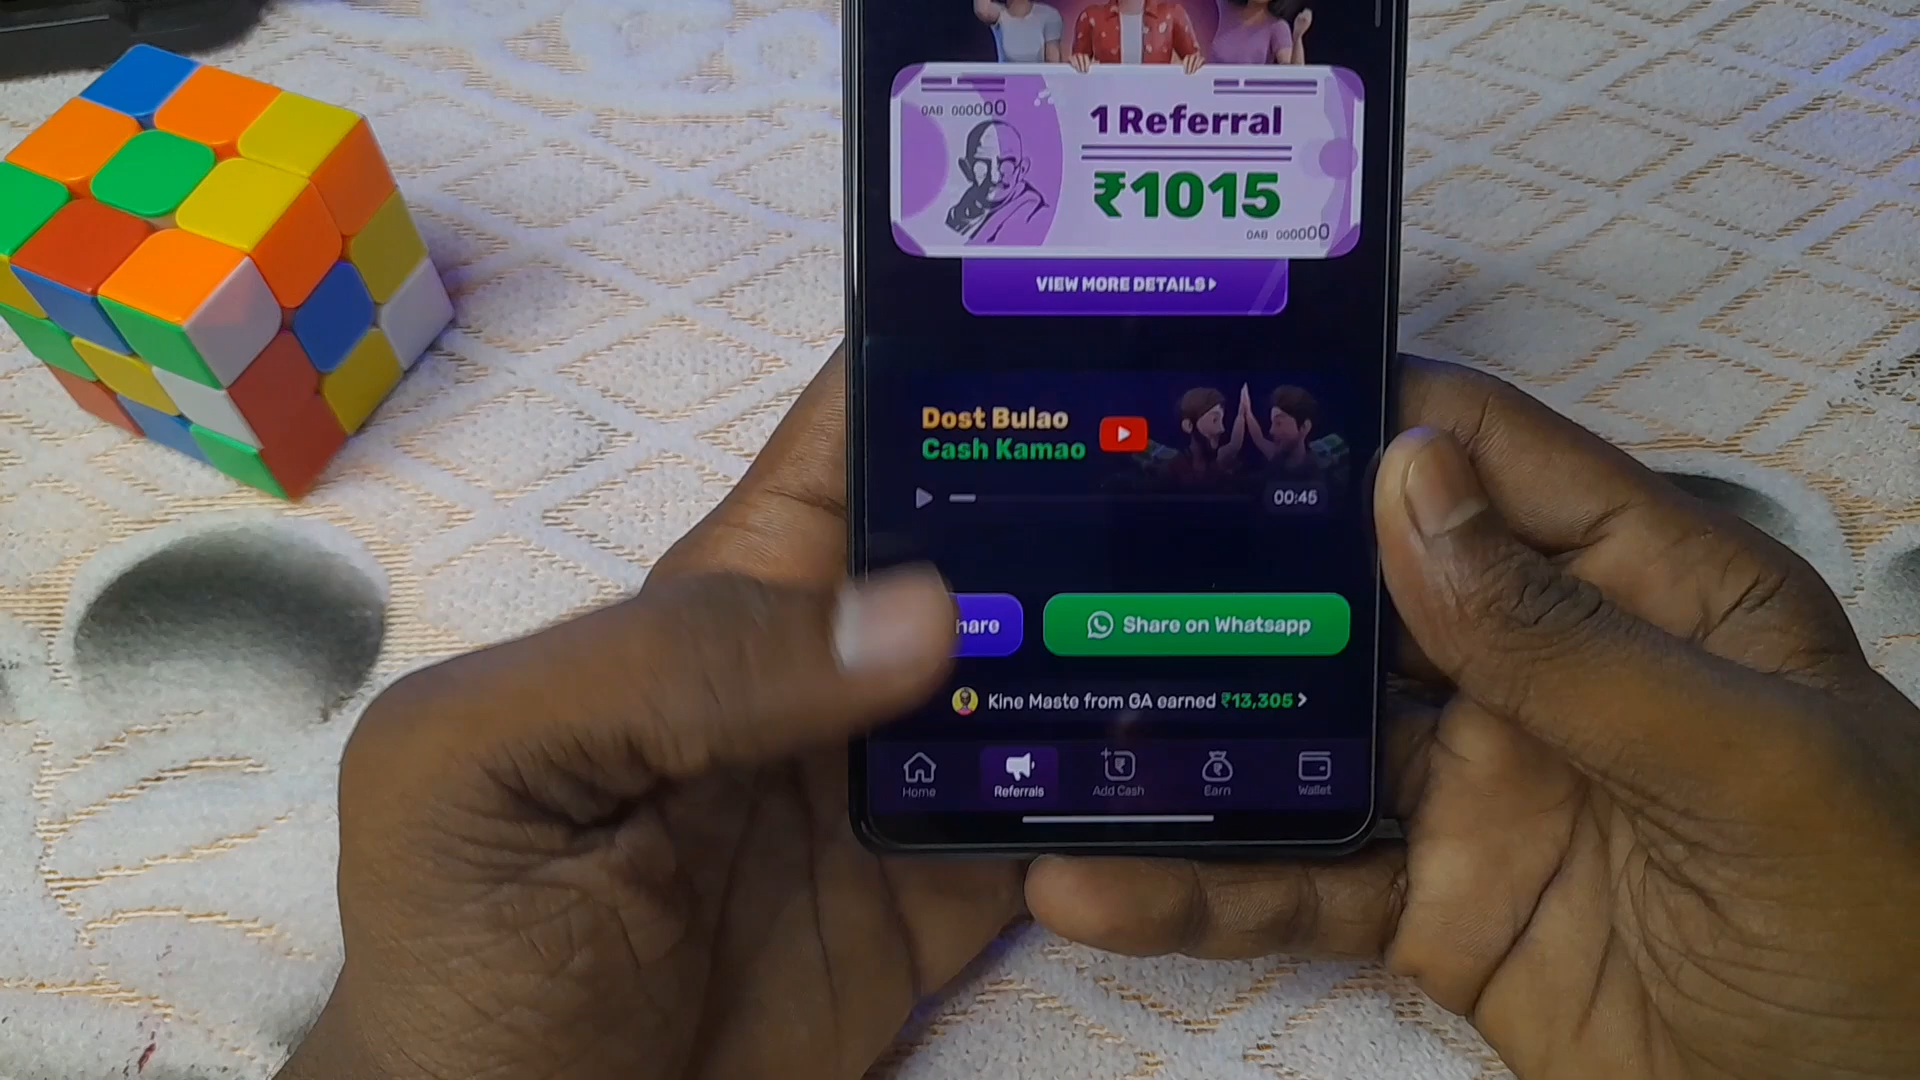 0AB 000000
1 Referral
₹1015
0AB 000000
VIEW MORE DETAILS
Dost Bulao
Cash Kamao
00:45
hare
Share on Whatsapp
Kine Maste from GA earned ₹13,305 >
Home
Referrals
Add Cash
Earn
Wallet